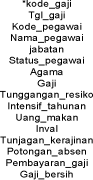 *kode_gaji
Tgl_gaji
Kode_pegawai
Nama_pegawai
jabatan
Status_pegawai
Agama
Gaji
Tunggangan_resiko
Intensif_tahunan
Uang_makan
Inval
Tunjagan_kerajinan
Potongan_absen
Pembayaran_gaji
Gaji_bersih